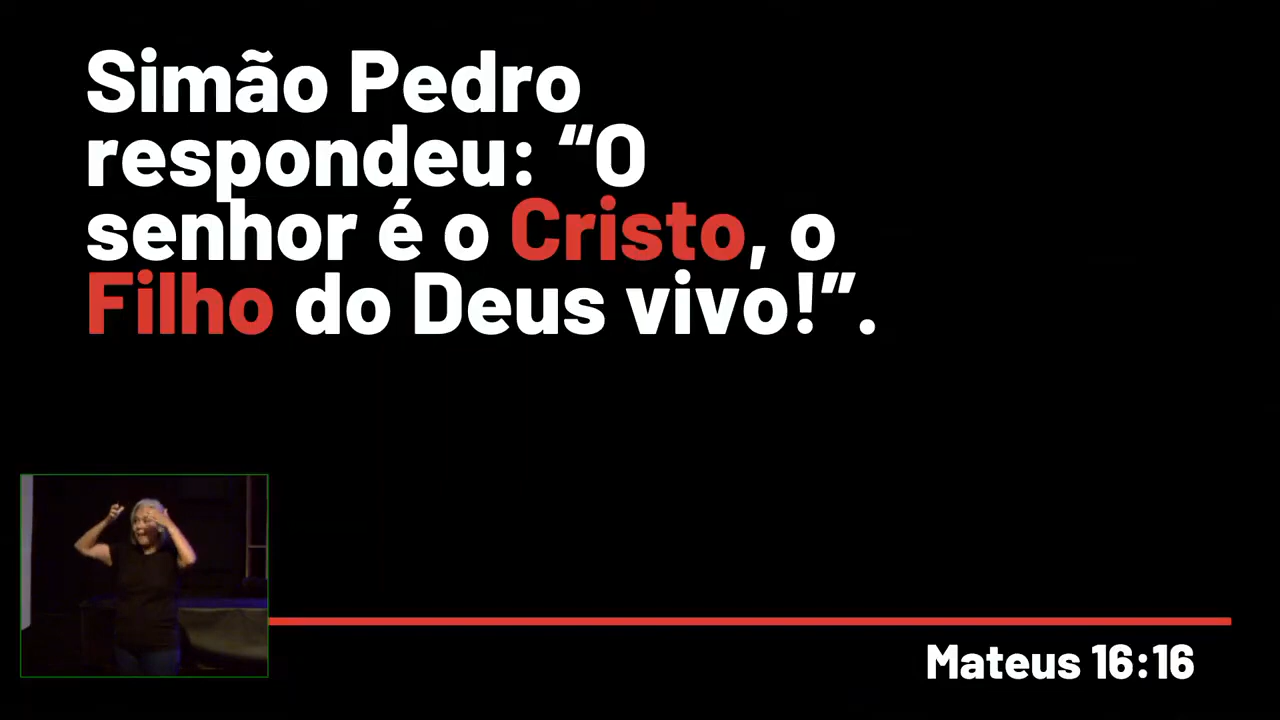 Simão Pedro
respondeu: “O
senhor é o Cristo, o
Filho do Deus vivo!”.
Mateus 16:16